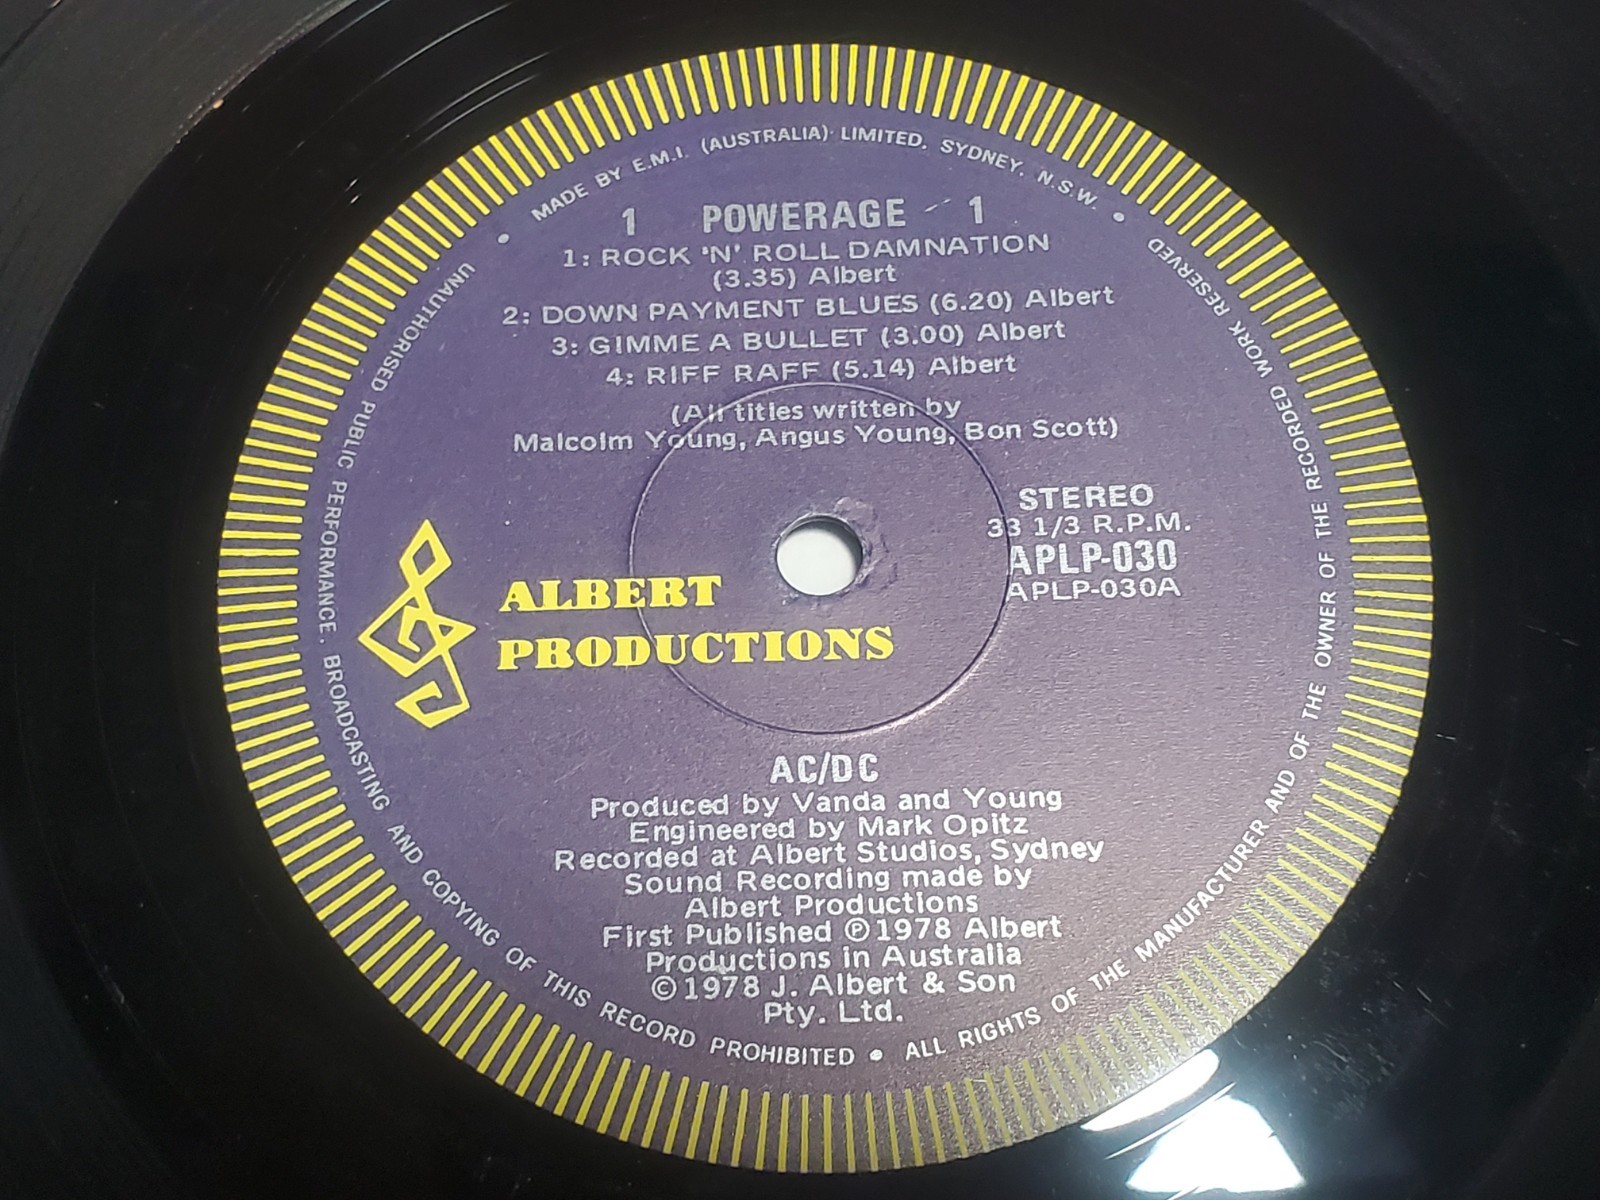 MADE BY E.M.I. (AUSTRALIA) LIMITED. SYDNEY. N.S.W. •
1 POWERAGE 1
1: ROCK 'N' ROLL DAMNATION
(3.35) Albert
2: DOWN PAYMENT BLUES (6.20) Albert
3: GIMME A BULLET (3.00) Albert
4: RIFF RAFF (5.14) Albert
(All titles written by
Malcolm Young, Angus Young, Bon Scott)
STEREO
33 1/3 R.P.M.
APLP-030
APLP-030A
ALBERT
PRODUCTIONS
AC/DC
Produced by Vanda and Young
Engineered by Mark Opitz
Recorded at Albert Studios, Sydney
Sound Recording made by
Albert Productions
First Published ℗ 1978 Albert
Productions in Australia
© 1978 J. Albert & Son
Pty. Ltd.
• UNAUTHORISED PUBLIC PERFORMANCE, BROADCASTING AND COPYING OF THIS RECORD PROHIBITED • ALL RIGHTS OF THE MANUFACTURER AND OF THE OWNER OF THE RECORDED WORK RESERVED